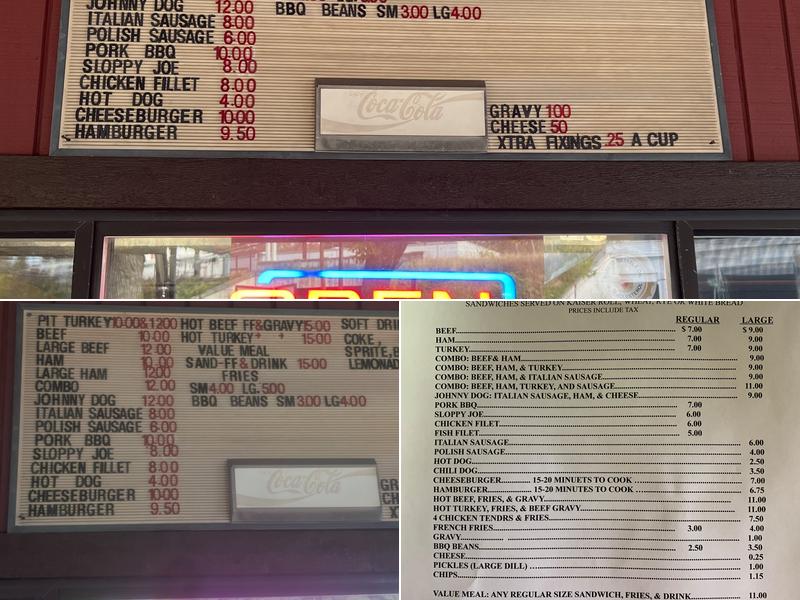 JOHNNY DOG 12.00
BBQ BEANS SM 3.00 LG 4.00
ITALIAN SAUSAGE 8.00
POLISH SAUSAGE 6.00
PORK BBQ 10.00
SLOPPY JOE 8.00
CHICKEN FILLET 8.00
HOT DOG 4.00
CHEESEBURGER 10.00
HAMBURGER 9.50
Coca-Cola
GRAVY 1.00
CHEESE 50
XTRA FIXINGS .25 A CUP
OPEN
PIT TURKEY 10.00 & 12.00 HOT BEEF FF&GRAVY 15.00 SOFT DRI
BEEF 10.00 HOT TURKEY " " 15.00 COKE,
LARGE BEEF 12.00 VALUE MEAL SPRITE, B
HAM 10.00 SAND-FF & DRINK 15.00 LEMONAD
LARGE HAM 12.00 FRIES
COMBO 12.00 SM 4.00 LG. 5.00
JOHNNY DOG 12.00 BBQ BEANS SM 3.00 LG 4.00
ITALIAN SAUSAGE 8.00
POLISH SAUSAGE 6.00
PORK BBQ 10.00
SLOPPY JOE 8.00
CHICKEN FILLET 8.00
HOT DOG 4.00
CHEESEBURGER 10.00
HAMBURGER 9.50
Coca-Cola
GR
CH
X
SANDWICHES SERVED ON KAISER ROLL, WHEAT, RYE OR WHITE BREAD
PRICES INCLUDE TAX
REGULAR LARGE
BEEF $ 7.00 $ 9.00
HAM 7.00 9.00
TURKEY 7.00 9.00
COMBO: BEEF& HAM 9.00
COMBO: BEEF, HAM, & TURKEY 9.00
COMBO: BEEF, HAM, & ITALIAN SAUSAGE 9.00
COMBO: BEEF, HAM, TURKEY, AND SAUSAGE 11.00
JOHNNY DOG: ITALIAN SAUSAGE, HAM, & CHEESE 9.00
PORK BBQ 7.00
SLOPPY JOE 6.00
CHICKEN FILET 6.00
FISH FILET 5.00
ITALIAN SAUSAGE 6.00
POLISH SAUSAGE 4.00
HOT DOG 2.50
CHILI DOG 3.50
CHEESEBURGER 15-20 MINUETS TO COOK 7.00
HAMBURGER 15-20 MINUTES TO COOK 6.75
HOT BEEF, FRIES, & GRAVY 11.00
HOT TURKEY, FRIES, & BEEF GRAVY 11.00
4 CHICKEN TENDRS & FRIES 7.50
FRENCH FRIES 3.00 4.00
GRAVY 1.00
BBQ BEANS 2.50 3.50
CHEESE 0.25
PICKLES (LARGE DILL) 1.00
CHIPS 1.15
VALUE MEAL: ANY REGULAR SIZE SANDWICH, FRIES, & DRINK 11.00